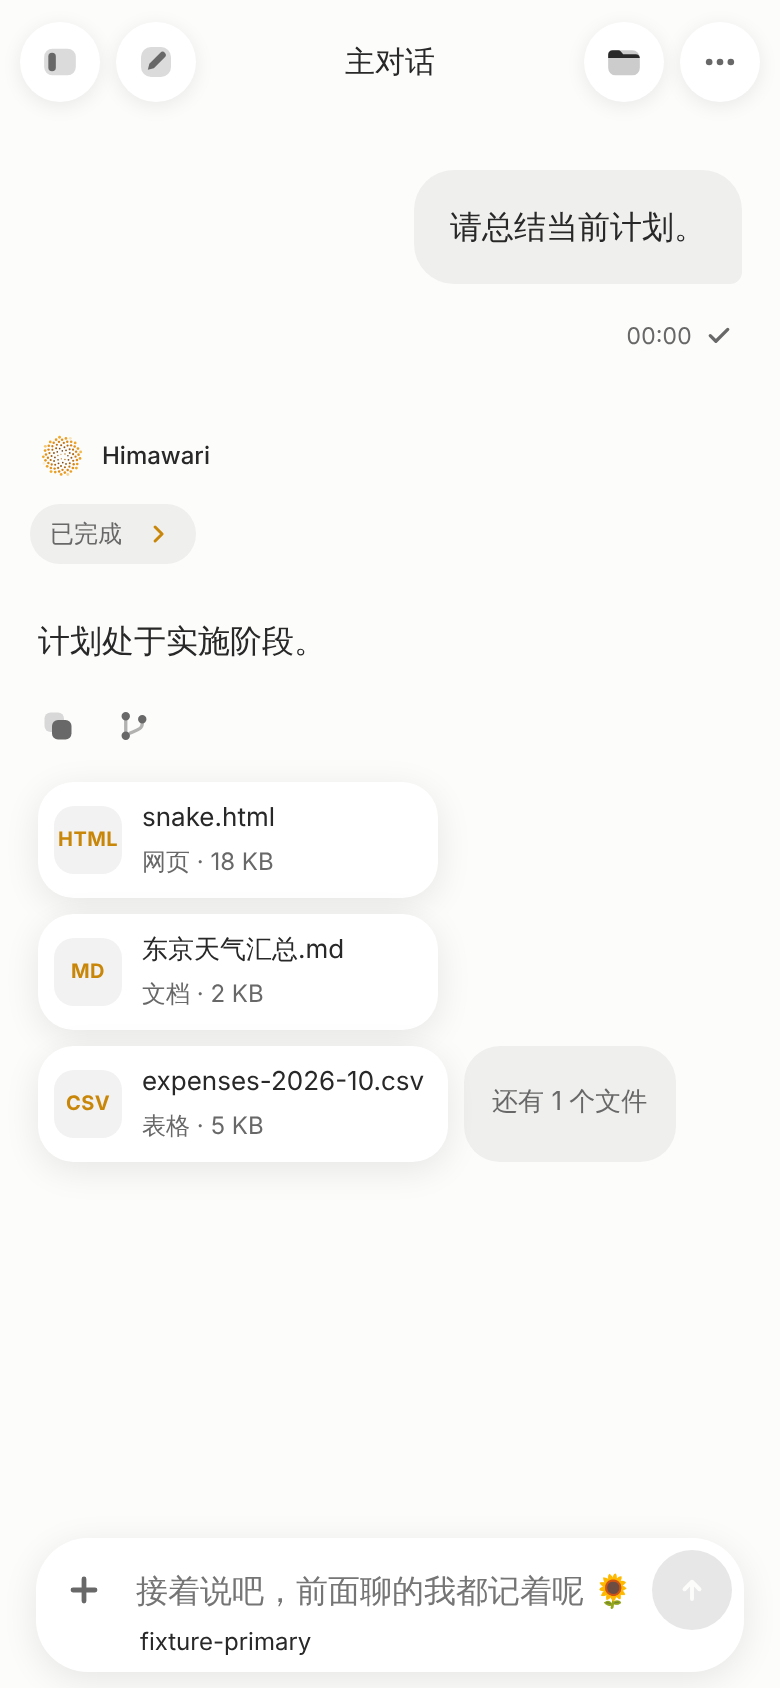 主对话
请总结当前计划。
00:00
Himawari
已完成
计划处于实施阶段。
HTML
snake.html
网页 · 18 KB
MD
东京天气汇总.md
文档 · 2 KB
CSV
expenses-2026-10.csv
表格 · 5 KB
还有 1 个文件
接着说吧，前面聊的我都记着呢 🌻
fixture-primary